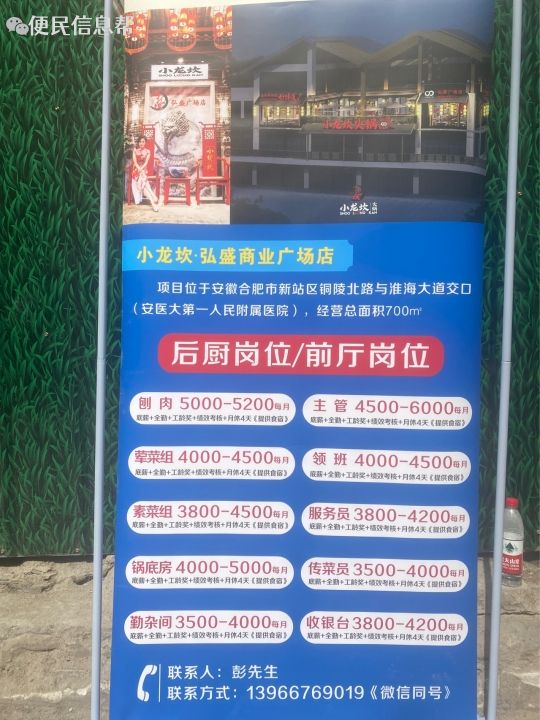 便民信息帮
小龙坎
SHOO LOONG KAN
弘盛广场店
小龙坎
小龙坎火锅
小龙坎火锅
SHOO LOONG KAN
小龙坎·弘盛商业广场店
项目位于安徽合肥市新站区铜陵北路与淮海大道交口
(安医大第一人民附属医院),经营总面积700㎡
后厨岗位/前厅岗位
刨肉 5000-5200每月
底薪+全勤+工龄奖+绩效考核+月休4天《提供食宿》
主管 4500-6000每月
底薪+全勤+工龄奖+绩效考核+月休4天《提供食宿》
荤菜组 4000-4500每月
底薪+全勤+工龄奖+绩效考核+月休4天《提供食宿》
领班 4000-4500每月
底薪+全勤+工龄奖+绩效考核+月休4天《提供食宿》
素菜组 3800-4500每月
底薪+全勤+工龄奖+绩效考核+月休4天《提供食宿》
服务员 3800-4200每月
底薪+全勤+工龄奖+绩效考核+月休4天《提供食宿》
锅底房 4000-5000每月
底薪+全勤+工龄奖+绩效考核+月休4天《提供食宿》
传菜员 3500-4000每月
底薪+全勤+工龄奖+绩效考核+月休4天《提供食宿》
勤杂间 3500-4000每月
底薪+全勤+工龄奖+绩效考核+月休4天《提供食宿》
收银台 3800-4200每月
底薪+全勤+工龄奖+绩效考核+月休4天《提供食宿》
联系人:彭先生
联系方式:13966769019《微信同号》